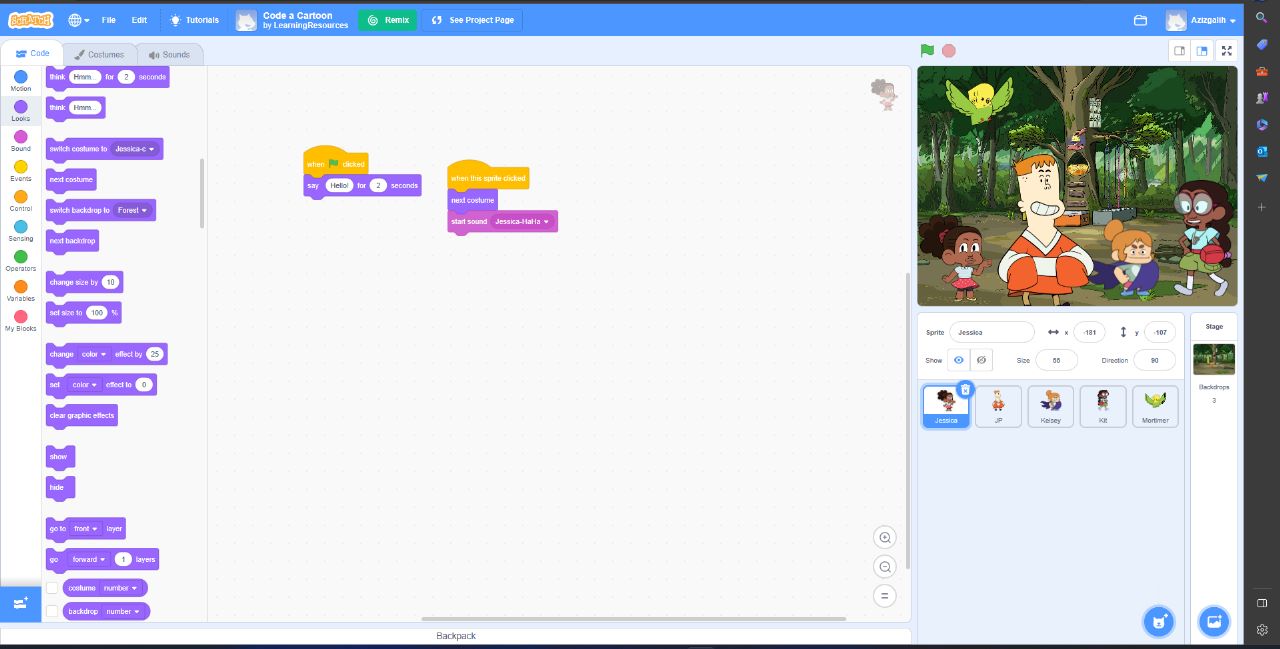 SCRATCH
File
Edit
Tutorials
Code a Cartoon
by LearningResources
Remix
See Project Page
Azizgalih
Code
Costumes
Sounds
Motion
Looks
Sound
Events
Control
Sensing
Operators
Variables
My Blocks
think Hmm... for 2 seconds
think Hmm...
switch costume to Jessica-c
next costume
switch backdrop to Forest
next backdrop
change size by 10
set size to 100 %
change color effect by 25
set color effect to 0
clear graphic effects
show
hide
go to front layer
go forward 1 layers
costume number
backdrop number
when clicked
say Hello! for 2 seconds
when this sprite clicked
next costume
start sound Jessica-HaHa
Backpack
Sprite Jessica x -181 y -107
Show Size 55 Direction 90
Jessica
JP
Kelsey
Kit
Mortimer
Stage
Backdrops
3